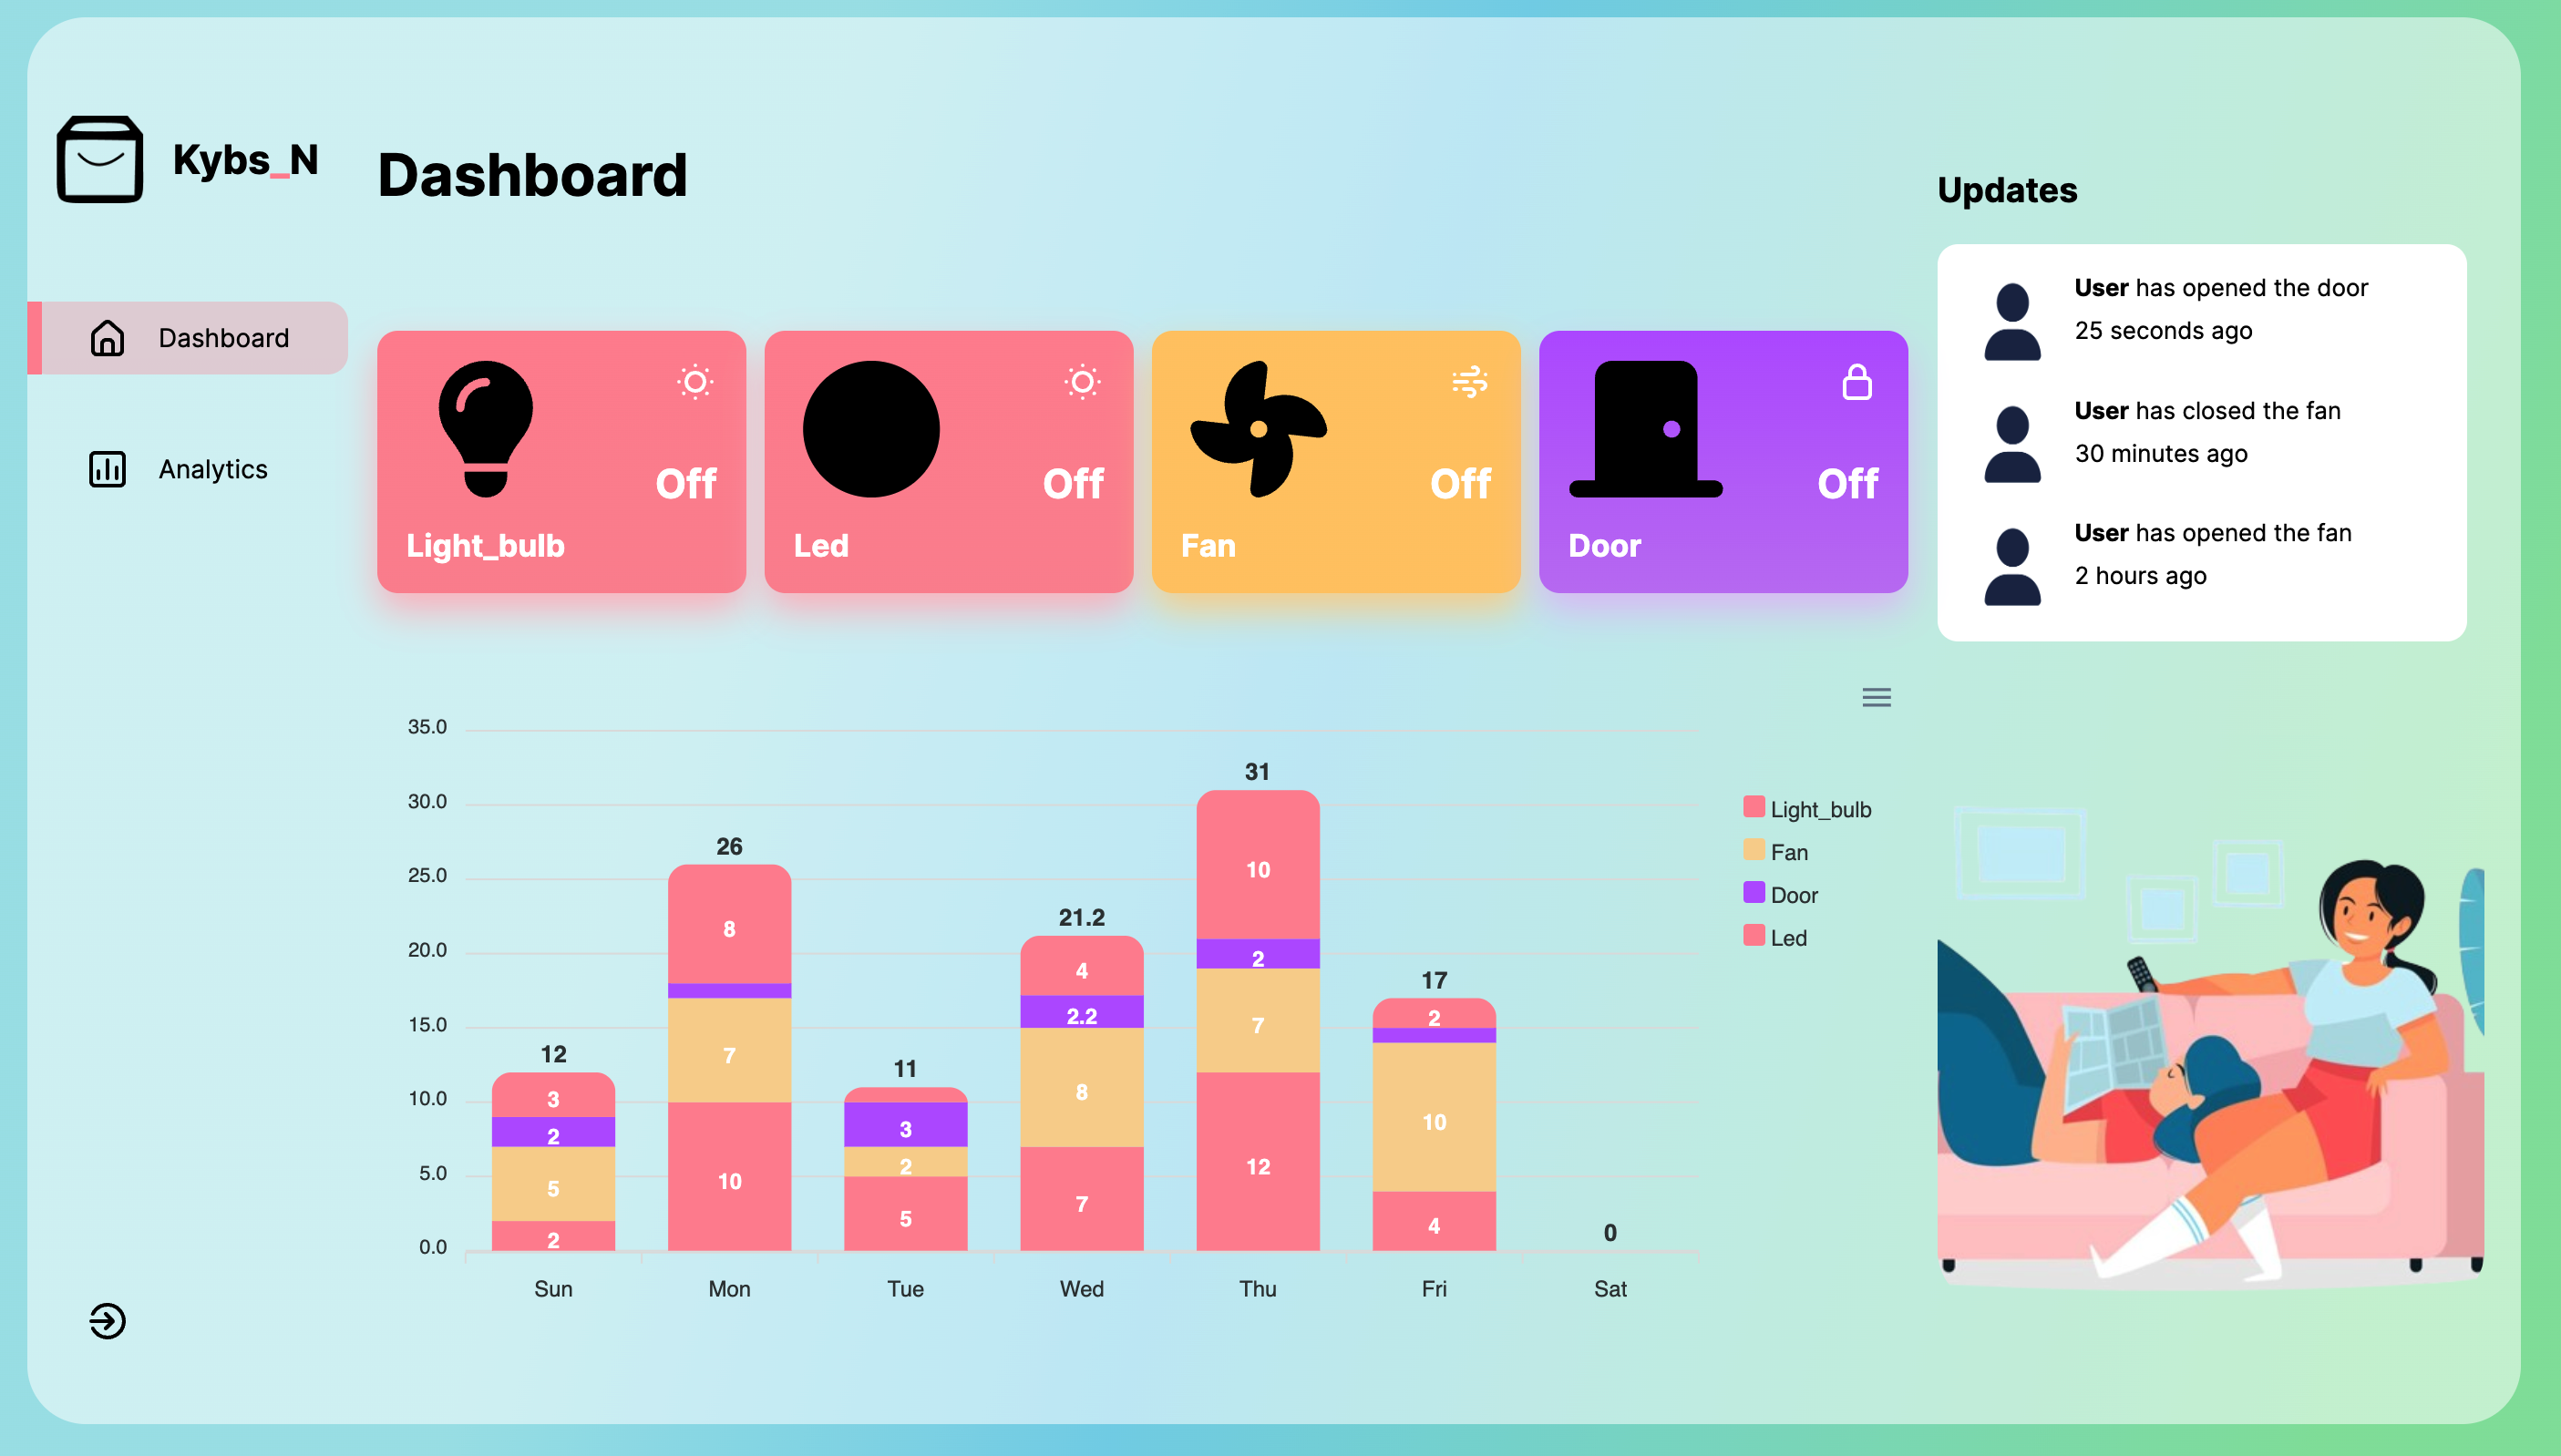 Kybs_N
Dashboard
Analytics
Dashboard
Off
Light_bulb
Off
Led
Off
Fan
Off
Door
Updates
User has opened the door
25 seconds ago
User has closed the fan
30 minutes ago
User has opened the fan
2 hours ago
35.0
30.0
25.0
20.0
15.0
10.0
5.0
0.0
12
3
2
5
2
26
8
7
10
11
3
2
5
21.2
4
2.2
8
7
31
10
2
7
12
17
2
10
4
0
Sun
Mon
Tue
Wed
Thu
Fri
Sat
Light_bulb
Fan
Door
Led